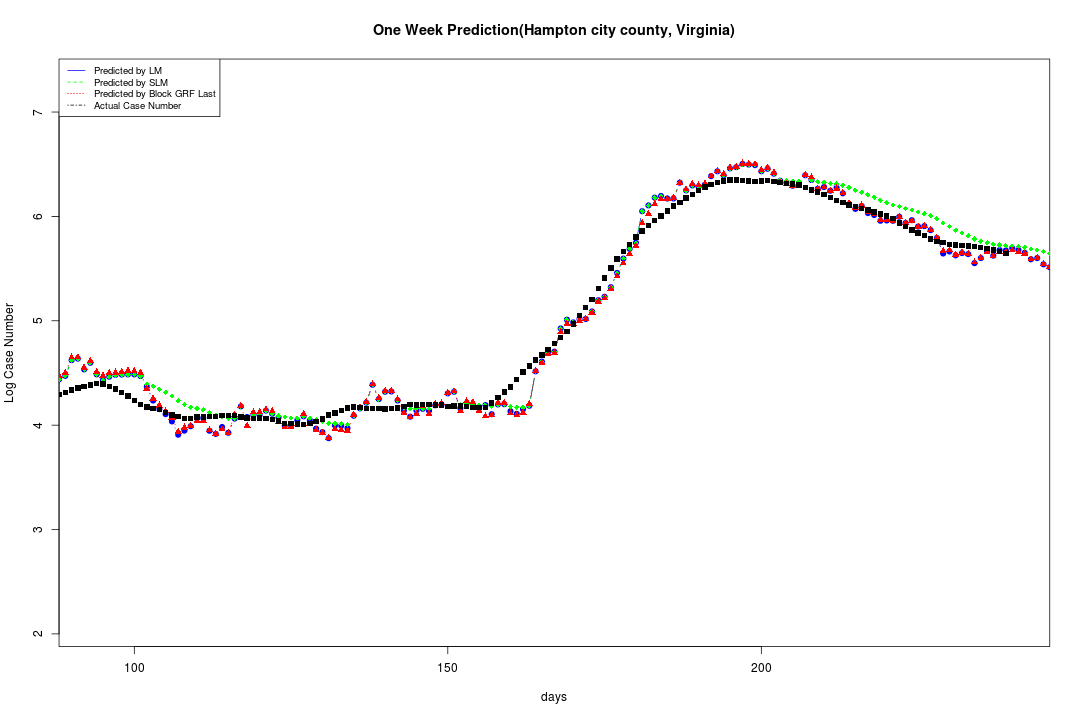 One Week Prediction(Hampton city county, Virginia)
Predicted by LM
Predicted by SLM
Predicted by Block GRF Last
Actual Case Number
Log Case Number
7
6
5
4
3
2
100 150 200
days